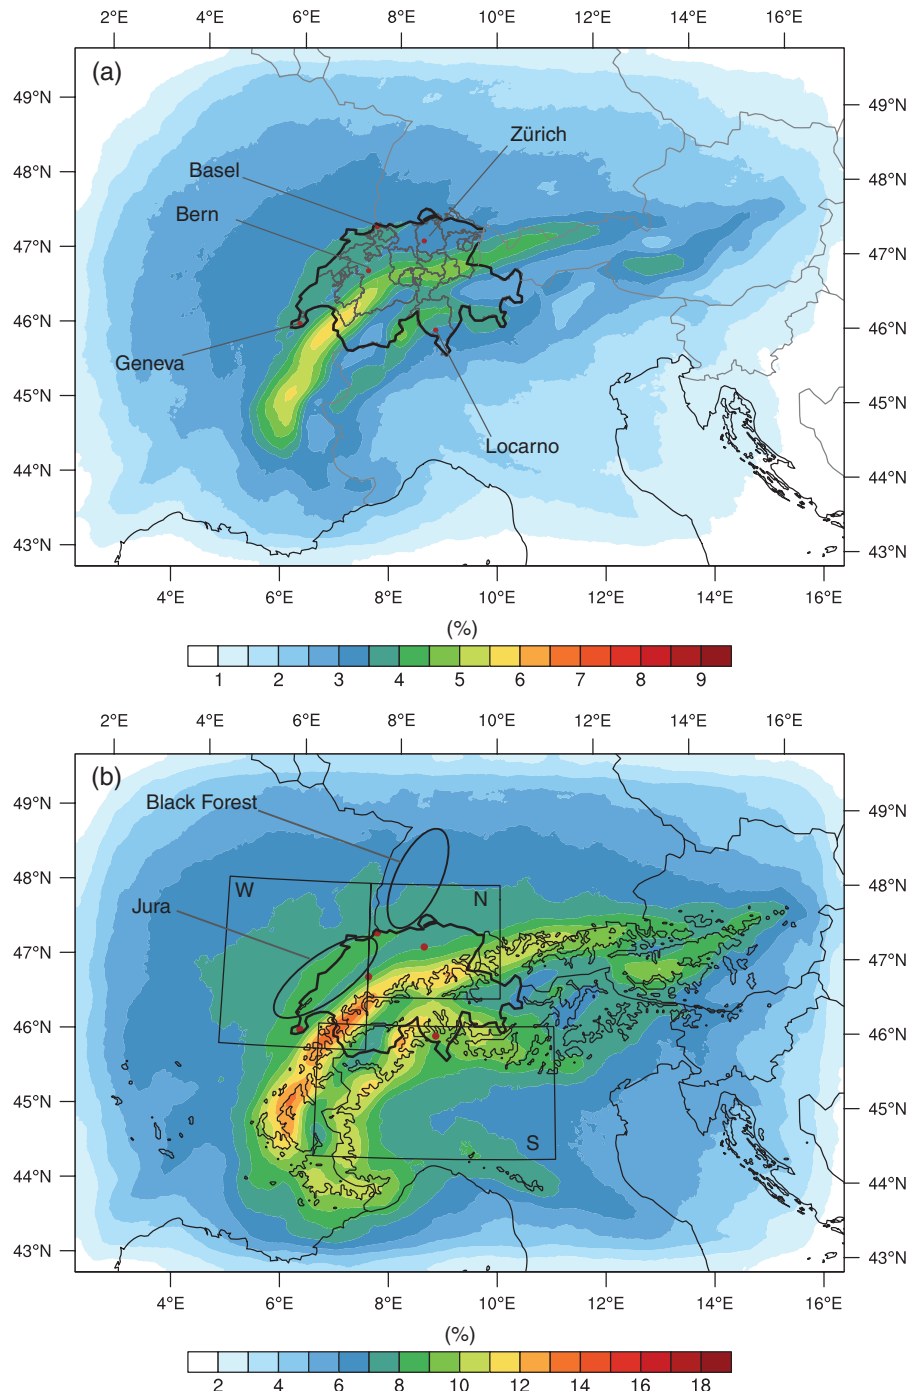 2°E 4°E 6°E 8°E 10°E 12°E 14°E 16°E
(a)
49°N 49°N
Zürich
48°N 48°N
Basel
Bern
47°N 47°N
46°N 46°N
Geneva
45°N 45°N
Locarno
44°N 44°N
43°N 43°N
4°E 6°E 8°E 10°E 12°E 14°E 16°E
(%)
1 2 3 4 5 6 7 8 9
2°E 4°E 6°E 8°E 10°E 12°E 14°E 16°E
(b)
Black Forest
49°N 49°N
48°N 48°N
W N
Jura
47°N 47°N
46°N 46°N
45°N 45°N
S
44°N 44°N
43°N 43°N
4°E 6°E 8°E 10°E 12°E 14°E 16°E
(%)
2 4 6 8 10 12 14 16 18